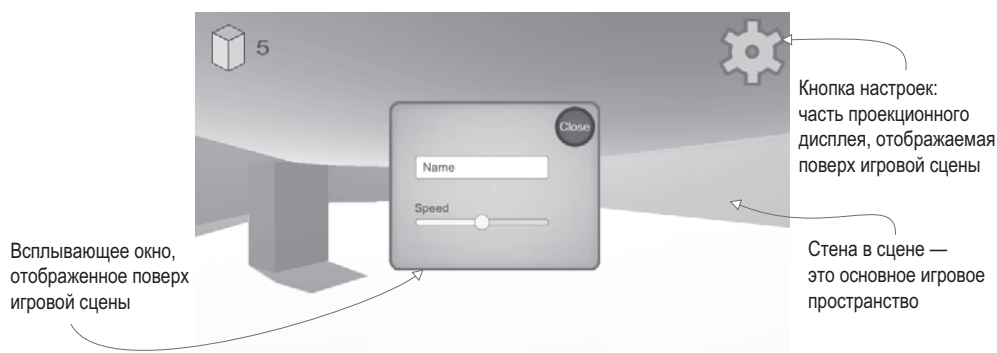 5
Close
Name
Speed
Кнопка настроек:
часть проекционного
дисплея, отображаемая
поверх игровой сцены
Всплывающее окно,
отображенное поверх
игровой сцены
Стена в сцене —
это основное игровое
пространство